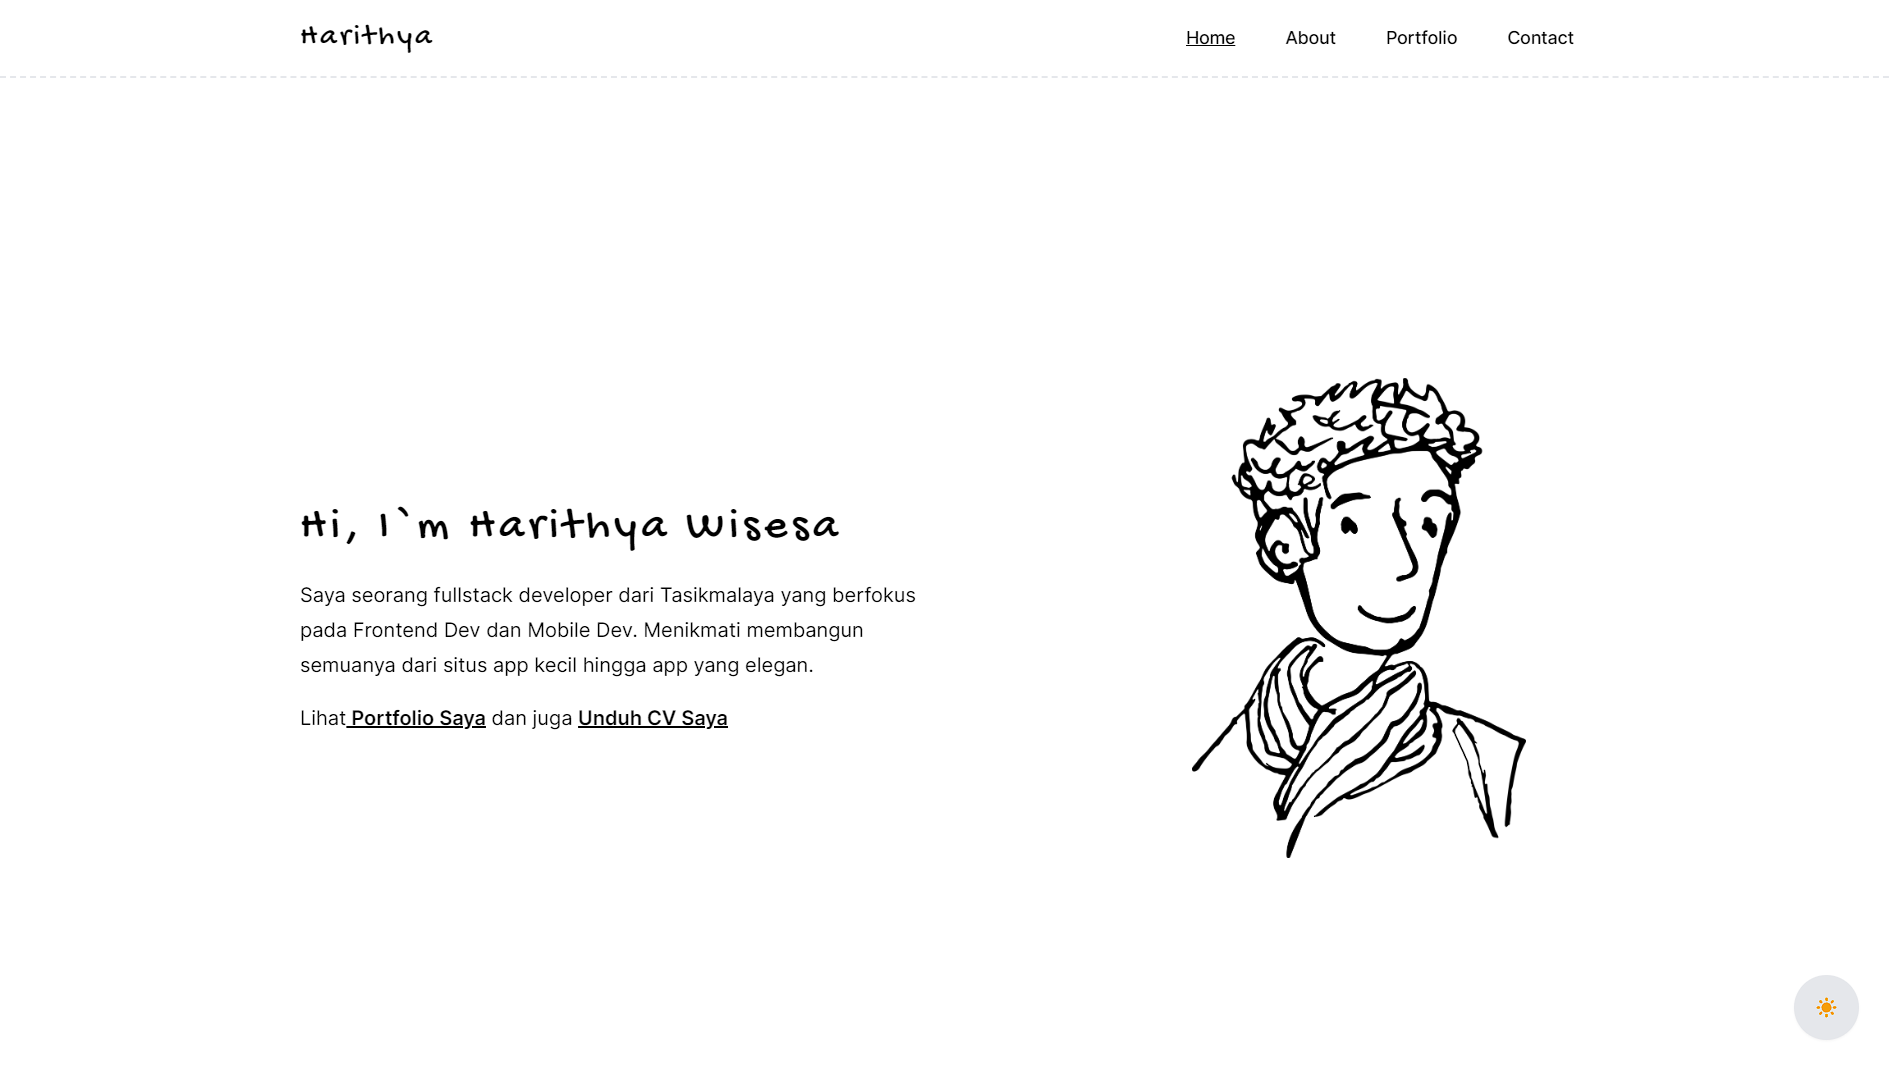 Harithya
Home About Portfolio Contact
Hi, I`m Harithya Wisesa
Saya seorang fullstack developer dari Tasikmalaya yang berfokus
pada Frontend Dev dan Mobile Dev. Menikmati membangun
semuanya dari situs app kecil hingga app yang elegan.
Lihat Portfolio Saya dan juga Unduh CV Saya